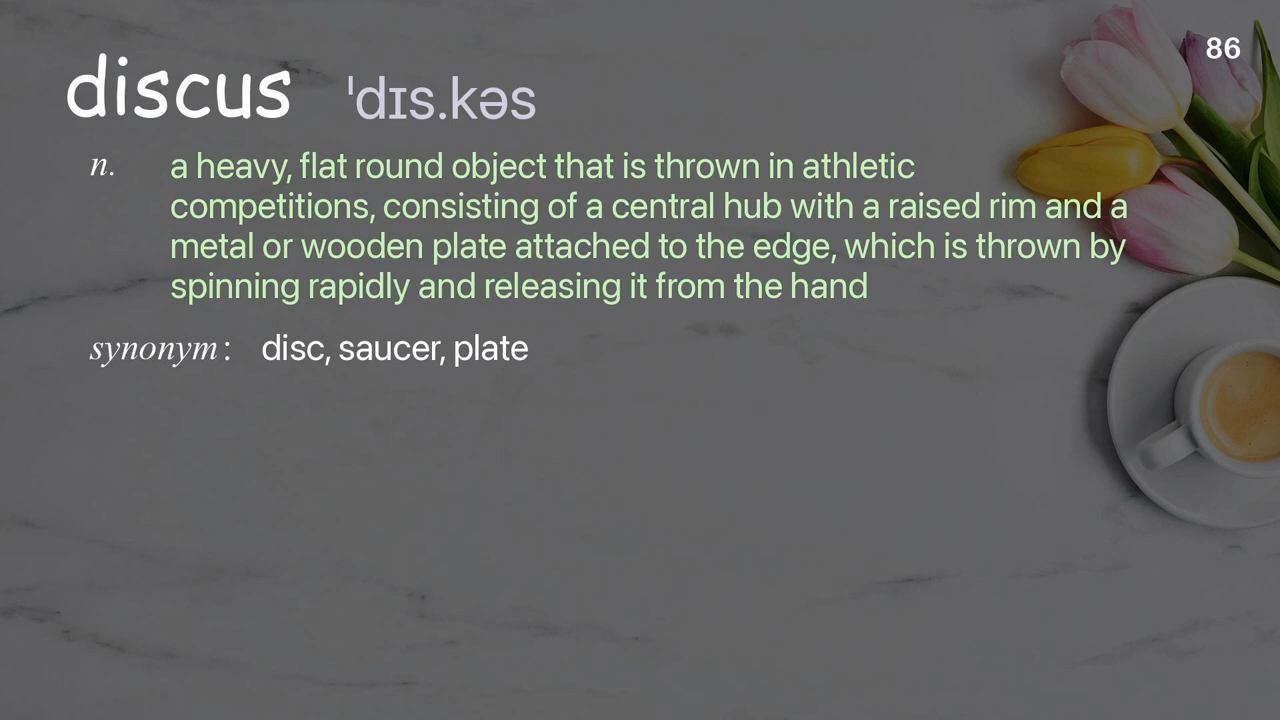 86
discus ˈdɪs.kəs
n. a heavy, flat round object that is thrown in athletic
competitions, consisting of a central hub with a raised rim and a
metal or wooden plate attached to the edge, which is thrown by
spinning rapidly and releasing it from the hand
synonym: disc, saucer, plate